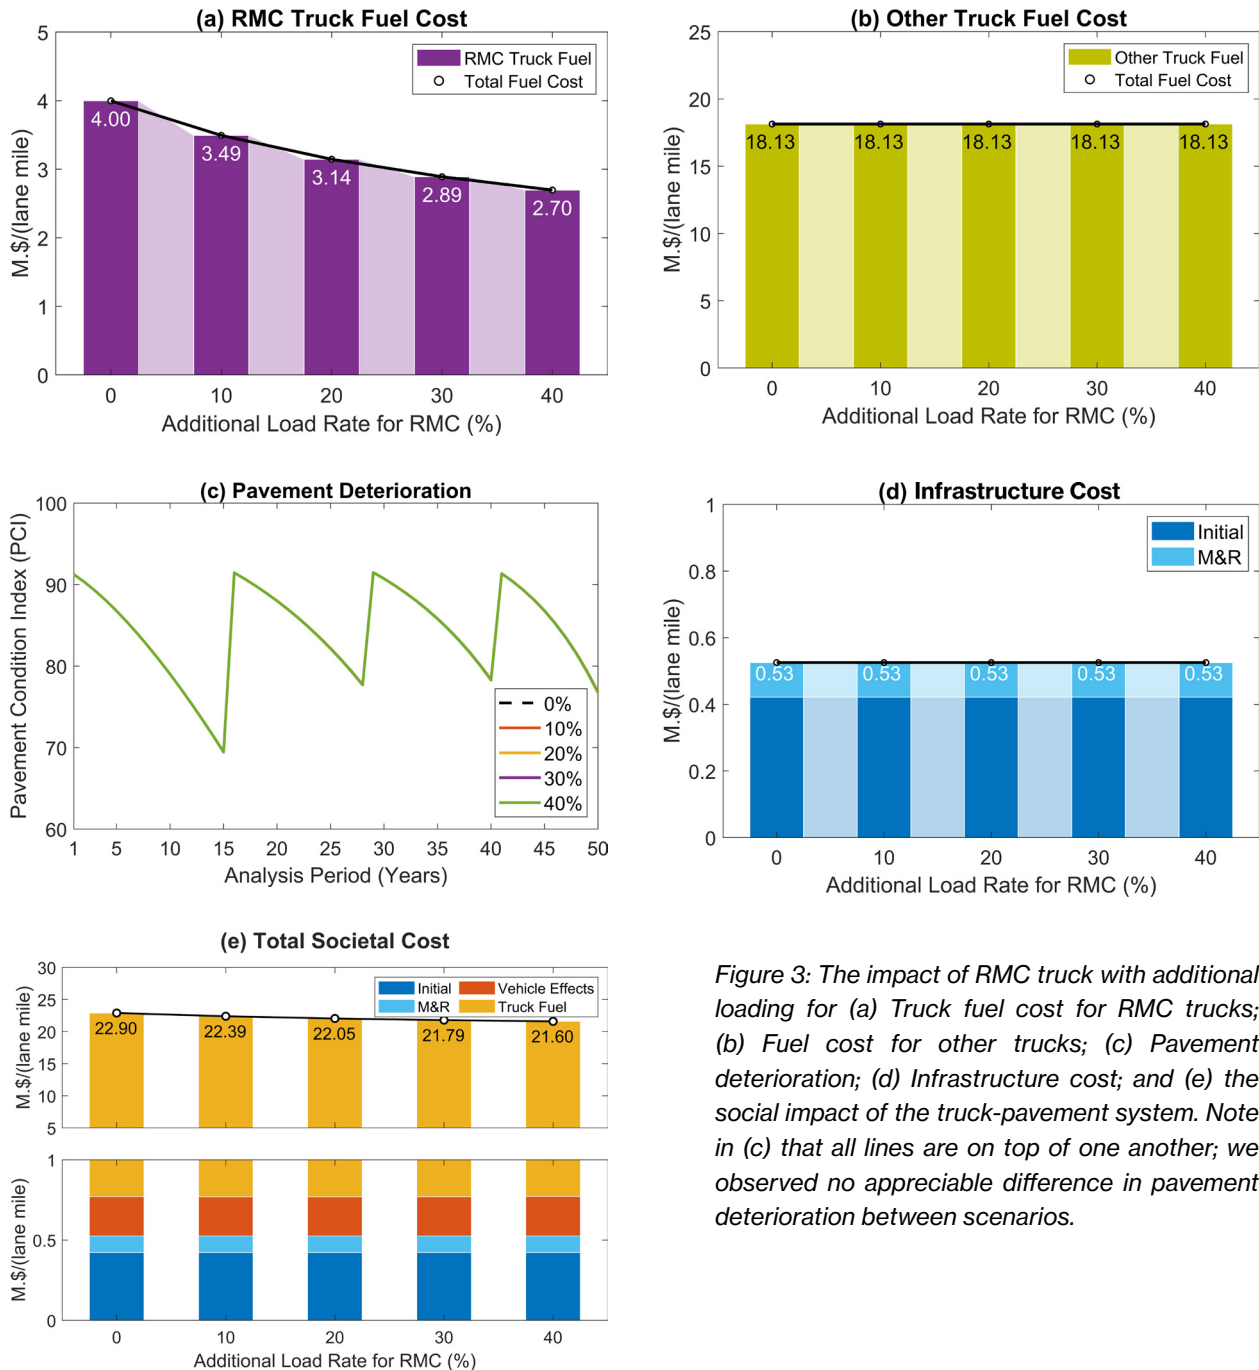 (a) RMC Truck Fuel Cost
M.$/(lane mile)
5
4
3
2
1
0
RMC Truck Fuel
Total Fuel Cost
4.00
3.49
3.14
2.89
2.70
0 10 20 30 40
Additional Load Rate for RMC (%)
(b) Other Truck Fuel Cost
M.$/(lane mile)
25
20
15
10
5
0
Other Truck Fuel
Total Fuel Cost
18.13 18.13 18.13 18.13 18.13
0 10 20 30 40
Additional Load Rate for RMC (%)
(c) Pavement Deterioration
Pavement Condition Index (PCI)
100
90
80
70
60
0%
10%
20%
30%
40%
1 5 10 15 20 25 30 35 40 45 50
Analysis Period (Years)
(d) Infrastructure Cost
M.$/(lane mile)
1
0.8
0.6
0.4
0.2
0
Initial
M&R
0.53 0.53 0.53 0.53 0.53
0 10 20 30 40
Additional Load Rate for RMC (%)
(e) Total Societal Cost
M.$/(lane mile)
30
25
20
15
10
5
Initial Vehicle Effects
M&R Truck Fuel
22.90 22.39 22.05 21.79 21.60
M.$/(lane mile)
1
0.5
0
0 10 20 30 40
Additional Load Rate for RMC (%)
Figure 3: The impact of RMC truck with additional
loading for (a) Truck fuel cost for RMC trucks;
(b) Fuel cost for other trucks; (c) Pavement
deterioration; (d) Infrastructure cost; and (e) the
social impact of the truck-pavement system. Note
in (c) that all lines are on top of one another; we
observed no appreciable difference in pavement
deterioration between scenarios.